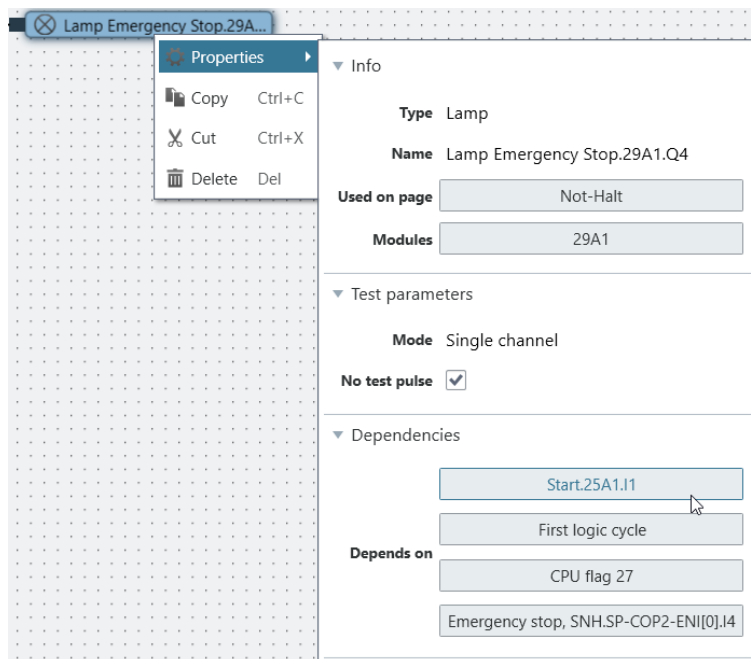 Lamp Emergency Stop.29A...
Properties
Copy Ctrl+C
Cut Ctrl+X
Delete Del
Info
Type Lamp
Name Lamp Emergency Stop.29A1.Q4
Used on page Not-Halt
Modules 29A1
Test parameters
Mode Single channel
No test pulse
Dependencies
Depends on
Start.25A1.I1
First logic cycle
CPU flag 27
Emergency stop, SNH.SP-COP2-ENI[0].I4